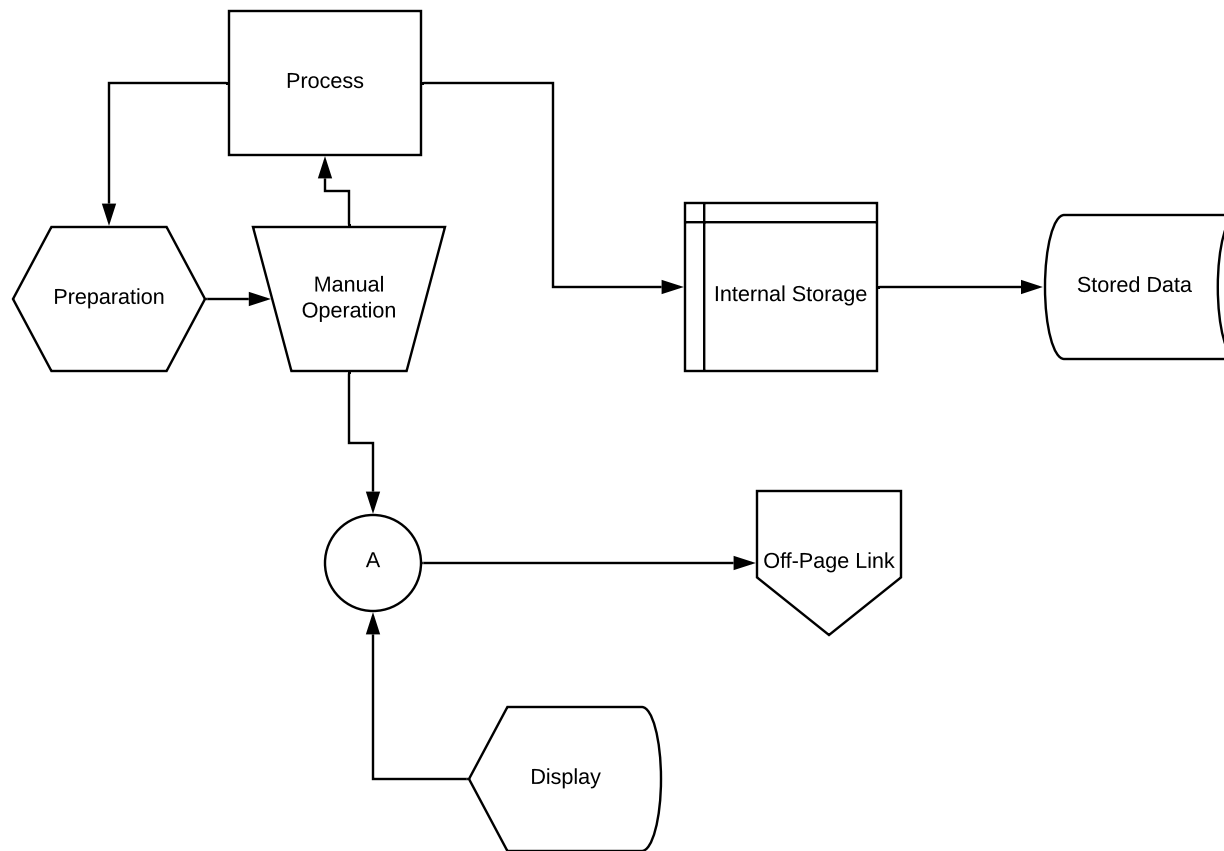 Process
Preparation
Manual
Operation
Internal Storage
Stored Data
A
Off-Page Link
Display